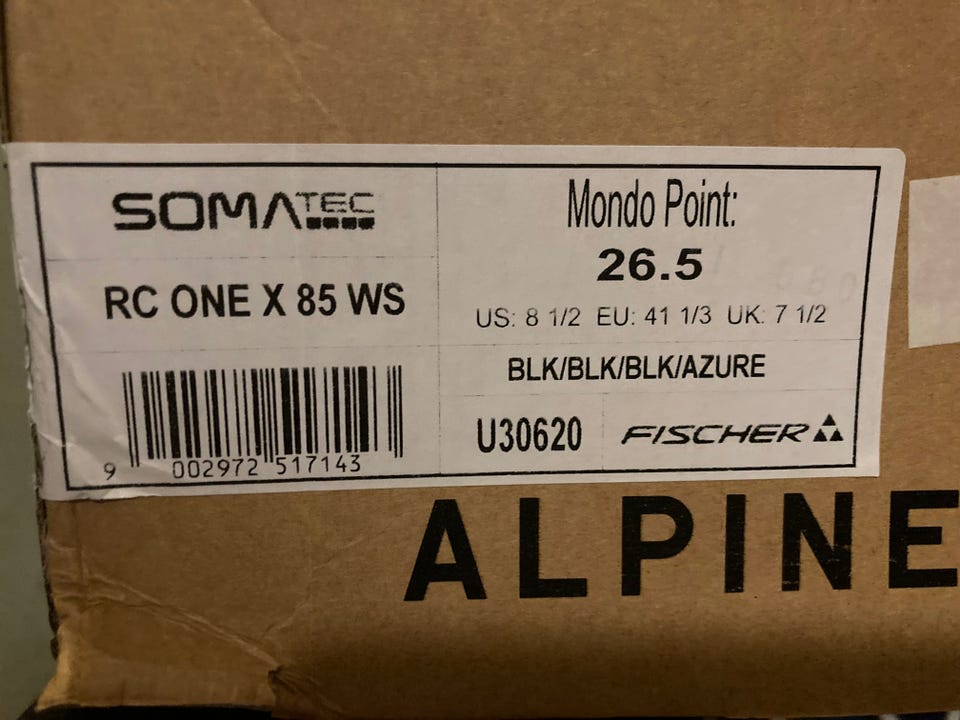 SOMATEC
RC ONE X 85 WS
9 002972 517143
Mondo Point:
26.5
US: 8 1/2 EU: 41 1/3 UK: 7 1/2
BLK/BLK/BLK/AZURE
U30620 FISCHER
ALPINE